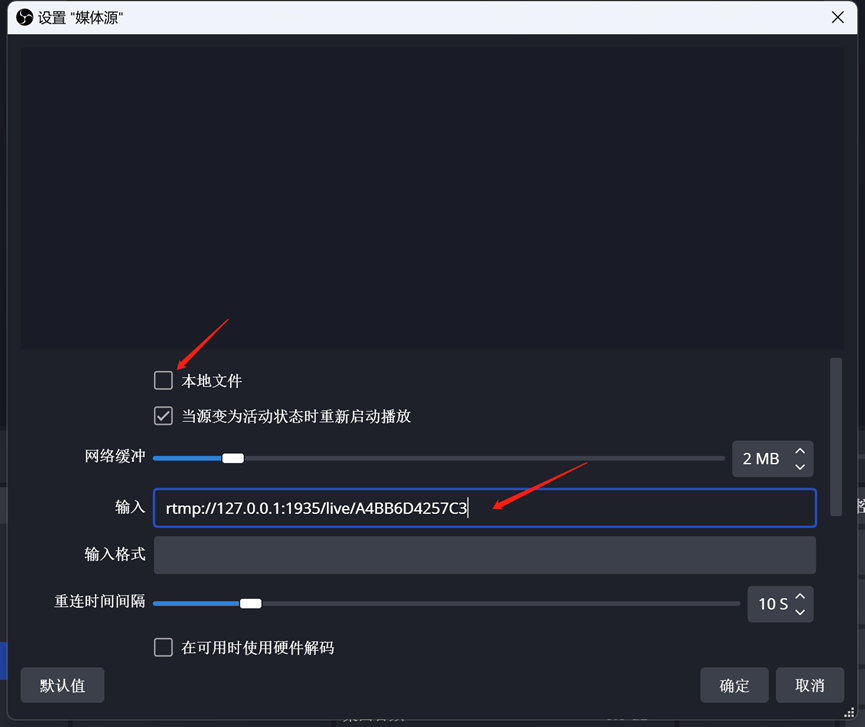 设置 "媒体源"
本地文件
当源变为活动状态时重新启动播放
网络缓冲
2 MB
输入
rtmp://127.0.0.1:1935/live/A4BB6D4257C3
输入格式
重连时间间隔
10 S
在可用时使用硬件解码
默认值
确定
取消